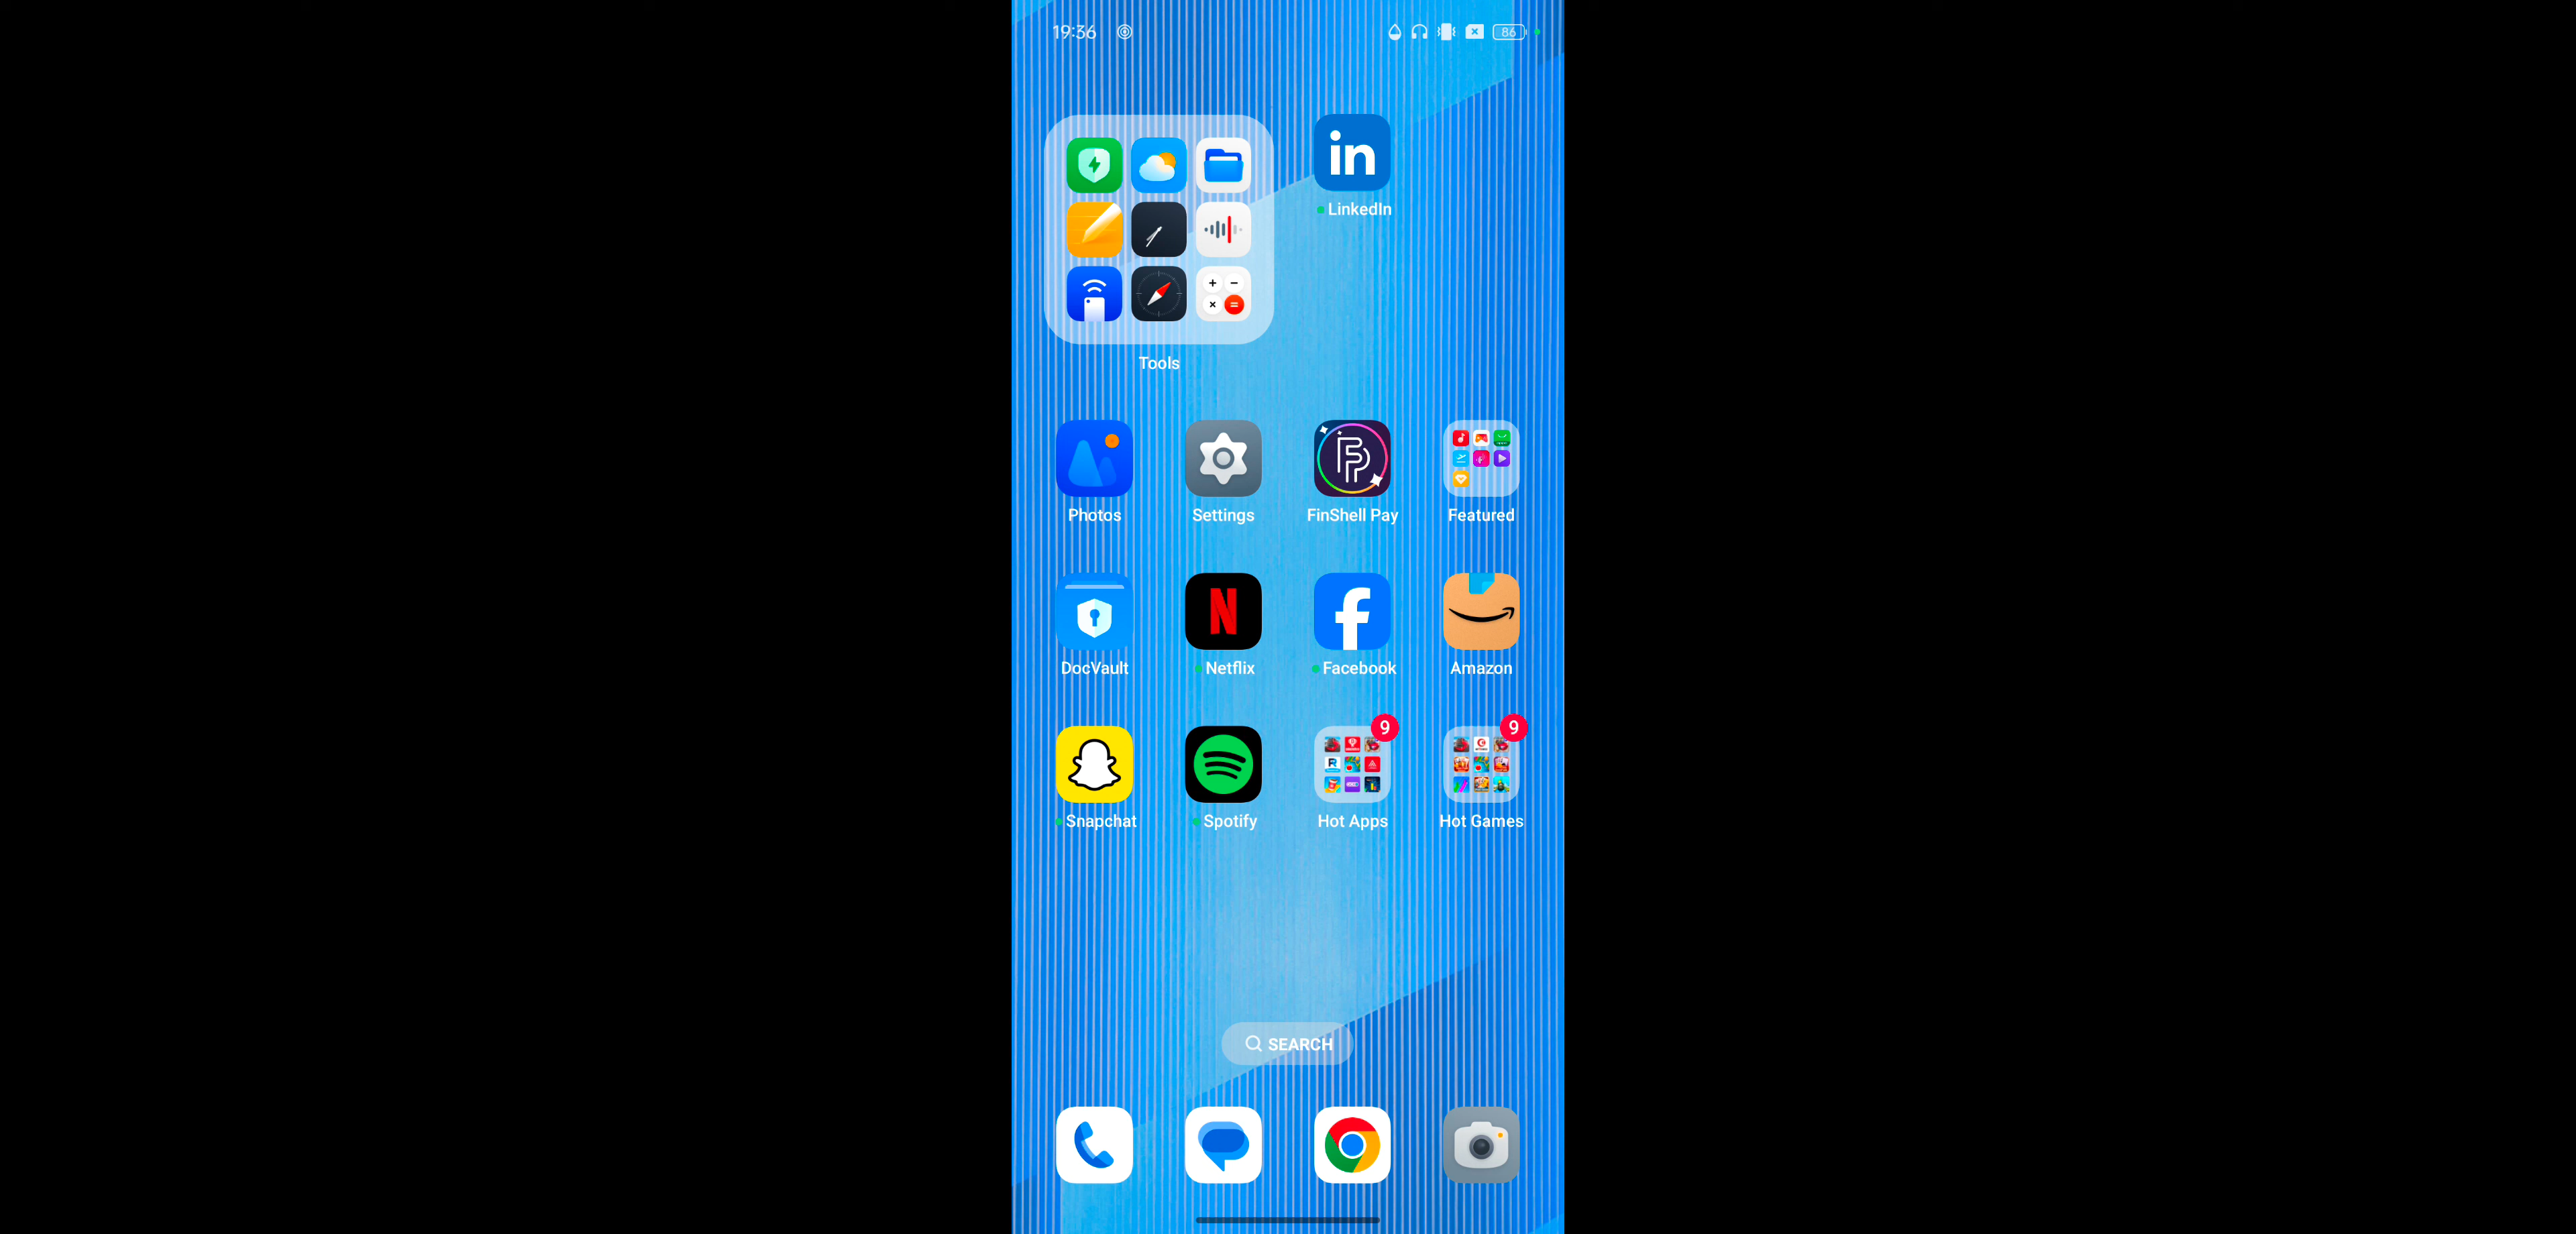 19:36
86
in
LinkedIn
Tools
Photos
Settings
FinShell Pay
Featured
DocVault
Netflix
Facebook
Amazon
9
9
Snapchat
Spotify
Hot Apps
Hot Games
SEARCH